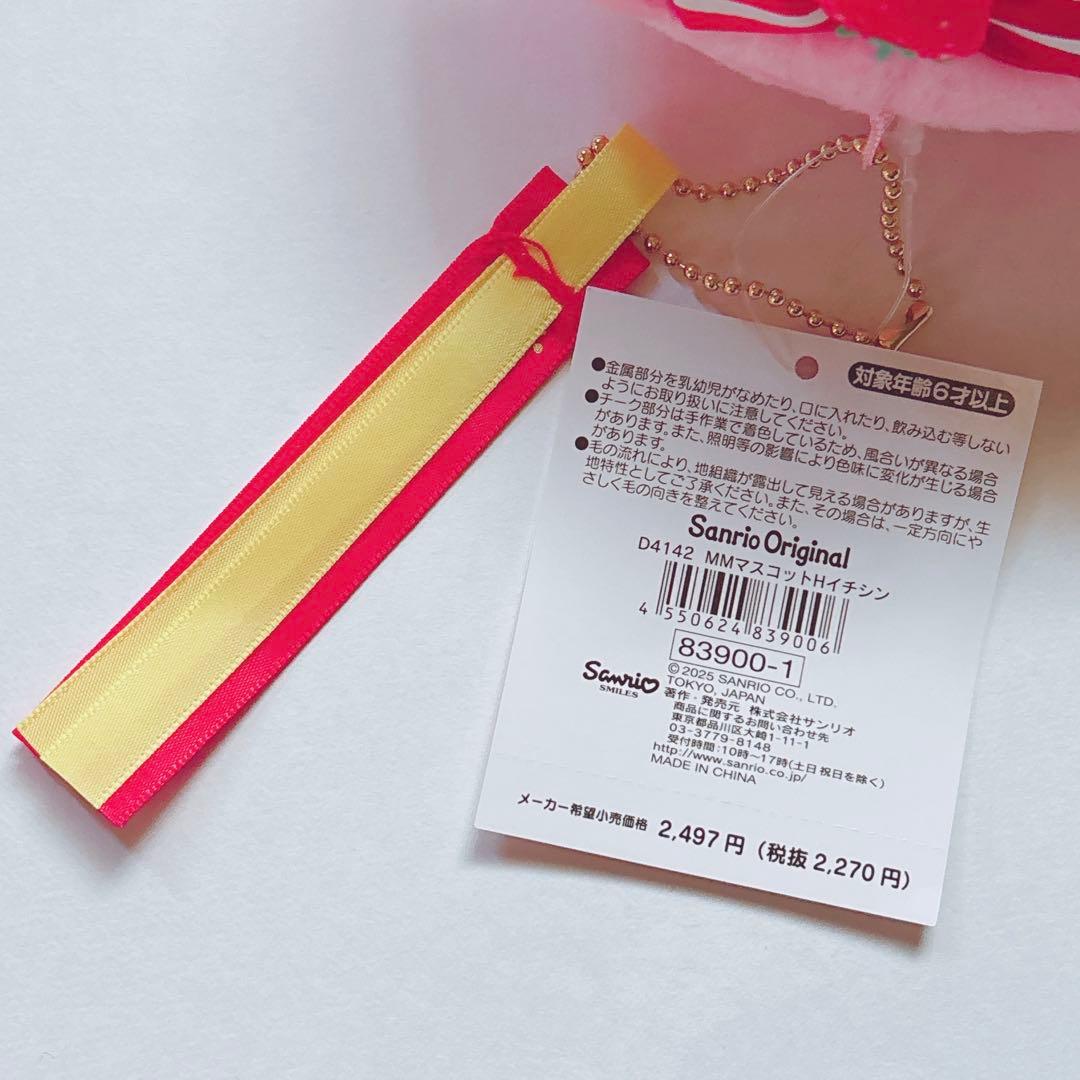 対象年齢6才以上
●金属部分を乳幼児がなめたり、口に入れたり、飲み込む等しない
ようにお取り扱いに注意してください。
●チーク部分は手作業で着色しているため、風合いが異なる場合
があります。また、照明等の影響により色味に変化が生じる場合
があります。
●毛の流れにより、地組織が露出して見える場合がありますが、生
地特性としてご了承ください。また、その場合は、一定方向にや
さしく毛の向きを整えてください。
Sanrio Original
D4142 MMマスコットHイチシン
4 550624 839006
83900-1
Sanrio
SMILES
© 2025 SANRIO CO., LTD.
TOKYO, JAPAN
著作・発売元 株式会社サンリオ
商品に関するお問い合わせ先
東京都品川区大崎1-11-1
03-3779-8148
受付時間:10時〜17時(土日祝日を除く)
http://www.sanrio.co.jp/
MADE IN CHINA
メーカー希望小売価格 2,497円 (税抜2,270円)